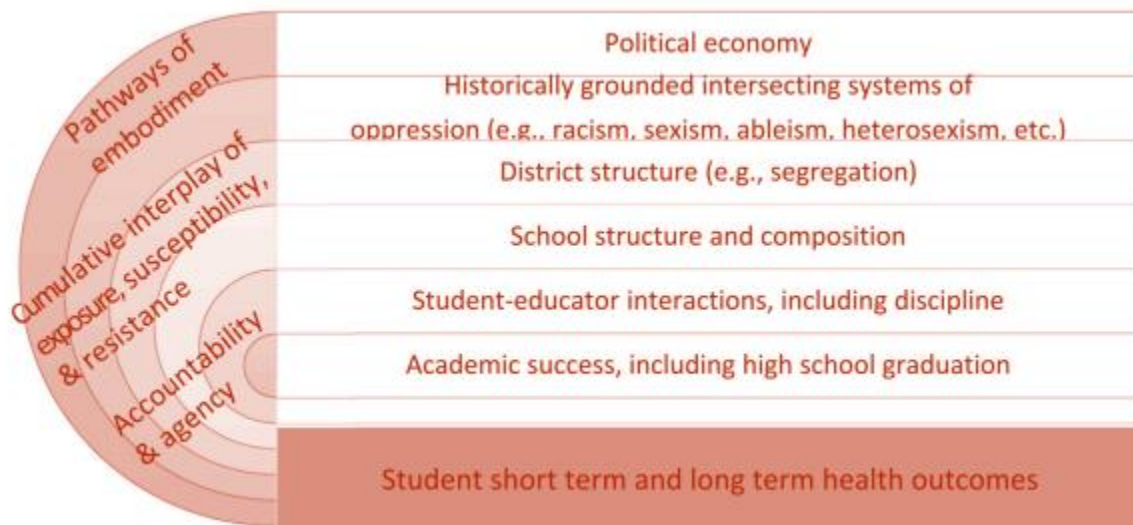 Pathways of
embodiment
Cumulative interplay of
exposure, susceptibility,
& resistance
Accountability
& agency
Political economy
Historically grounded intersecting systems of
oppression (e.g., racism, sexism, ableism, heterosexism, etc.)
District structure (e.g., segregation)
School structure and composition
Student-educator interactions, including discipline
Academic success, including high school graduation
Student short term and long term health outcomes